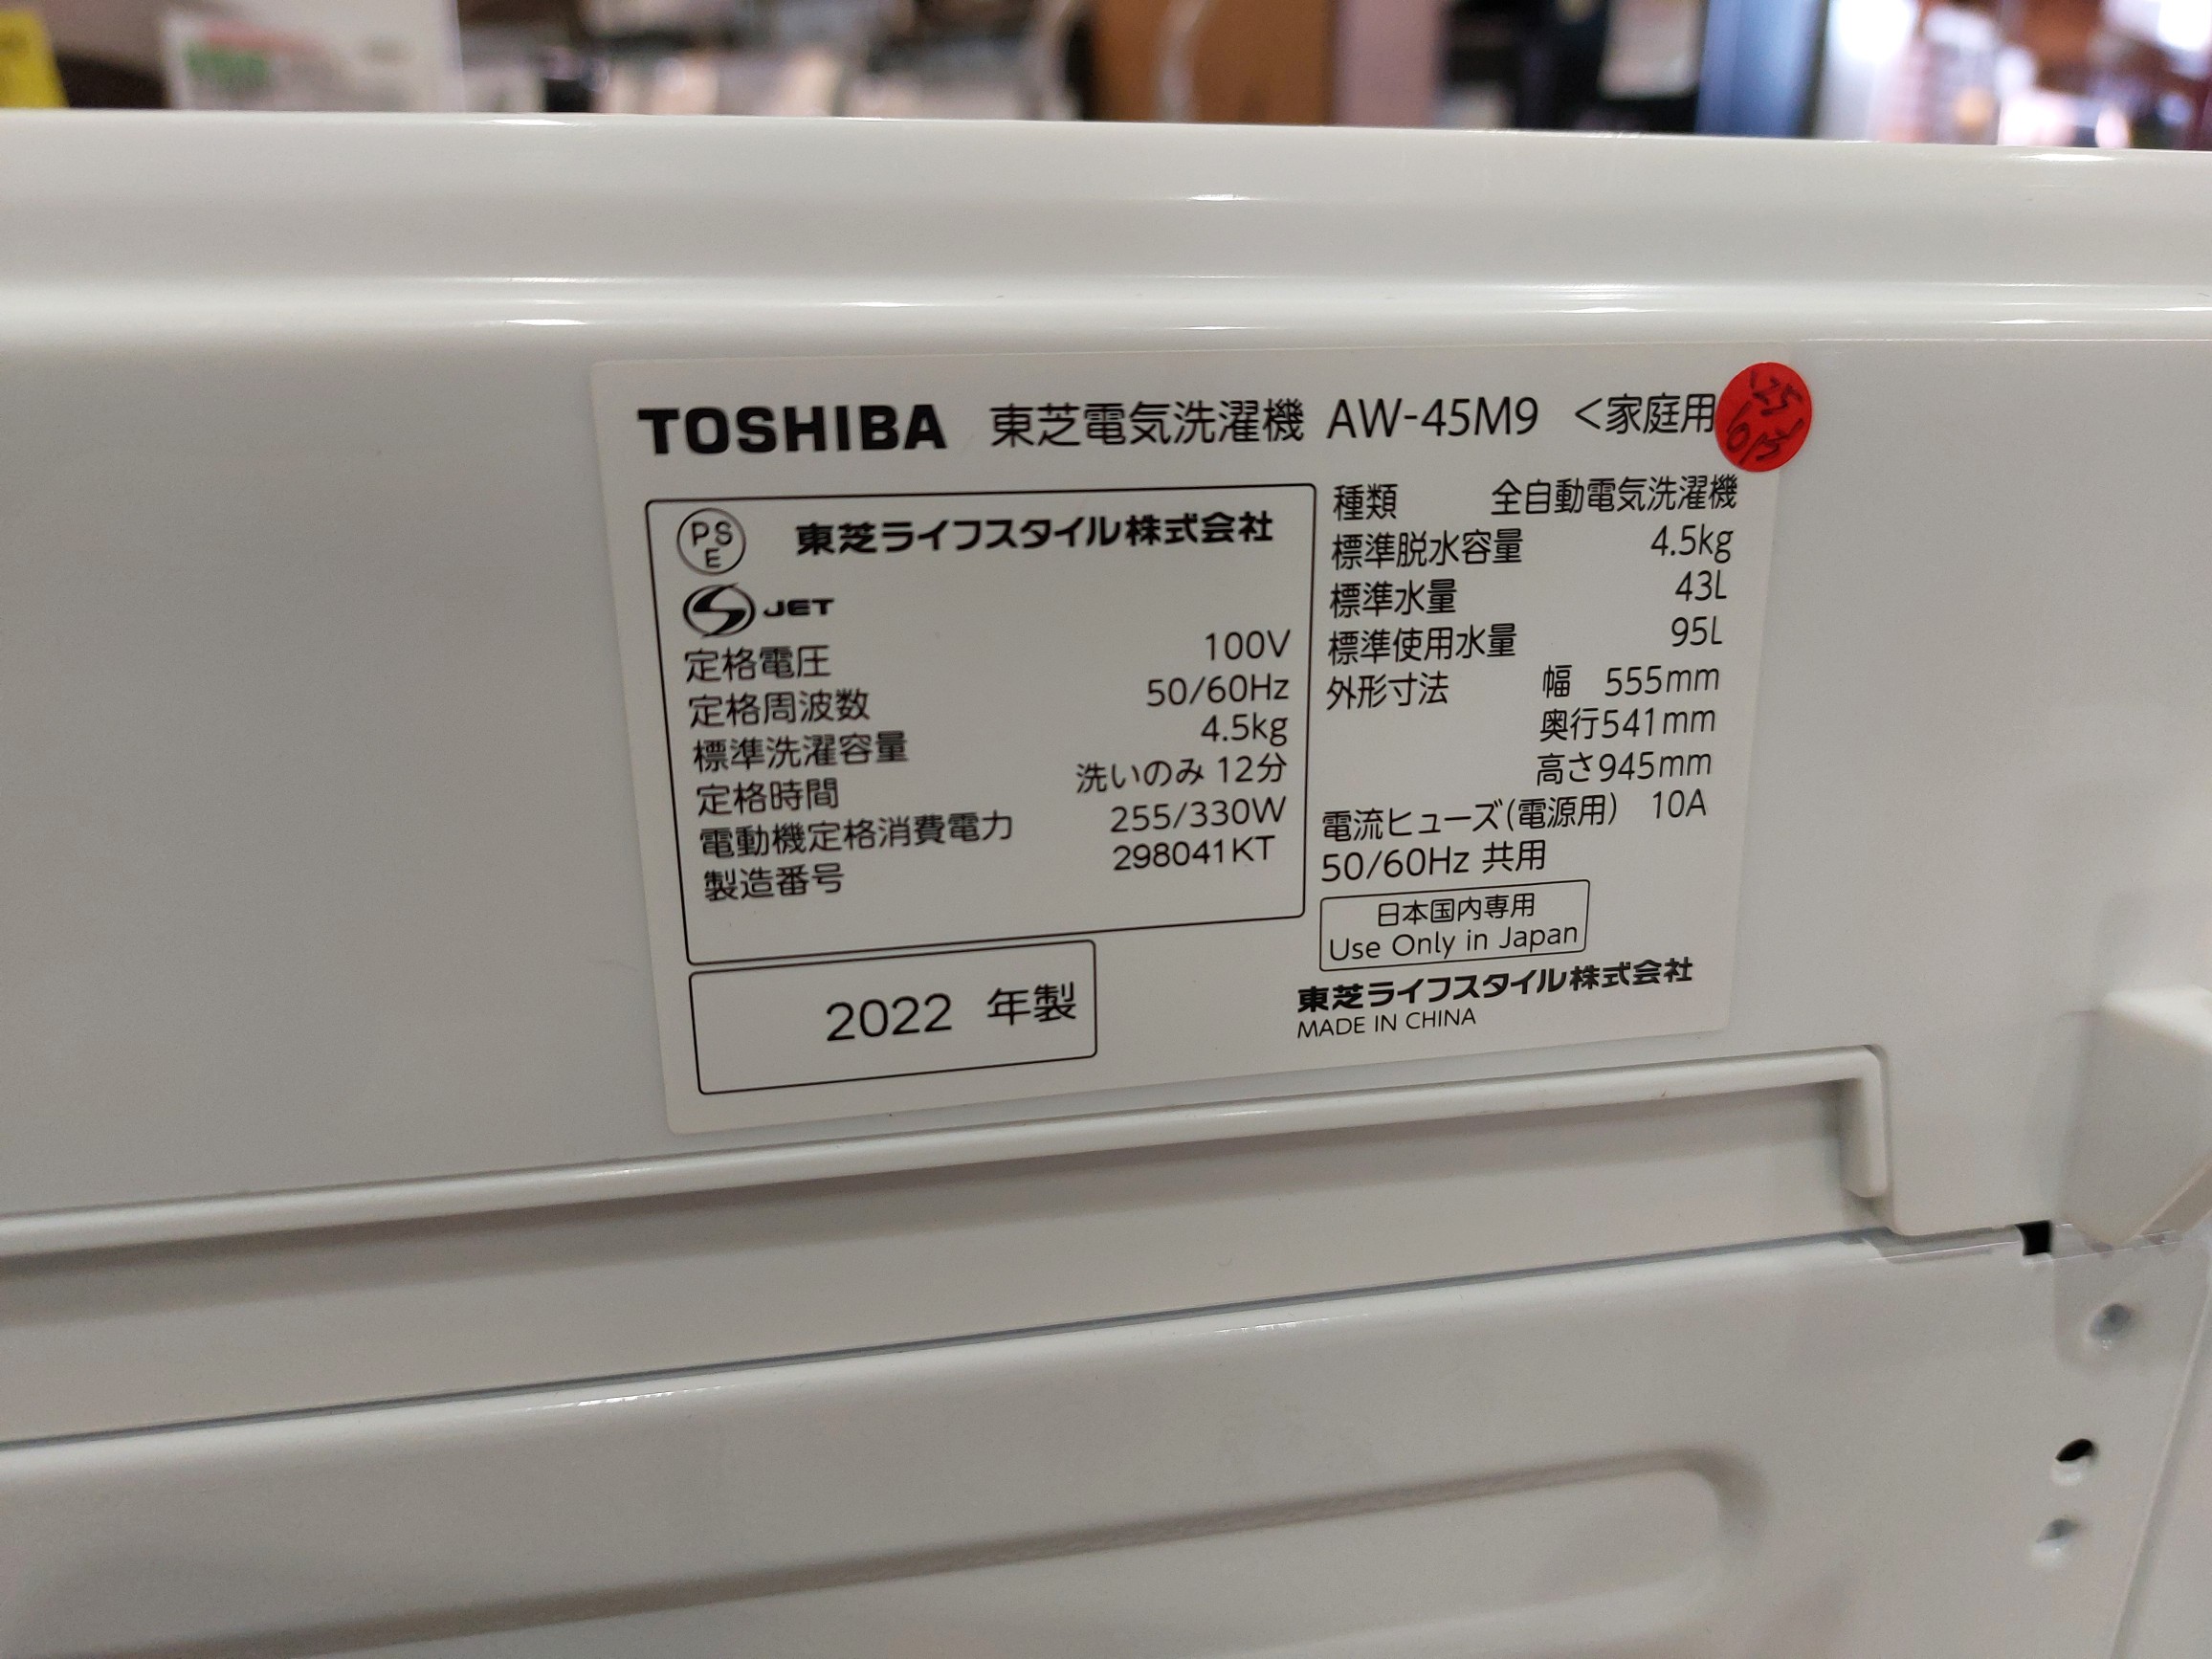 TOSHIBA 東芝電気洗濯機 AW-45M9 <家庭用
PSE 東芝ライフスタイル株式会社
JET
定格電圧 100V
定格周波数 50/60Hz
標準洗濯容量 4.5kg
定格時間 洗いのみ 12分
電動機定格消費電力 255/330W
製造番号 298041KT
2022 年製
種類 全自動電気洗濯機
標準脱水容量 4.5kg
標準水量 43L
標準使用水量 95L
外形寸法 幅 555mm
奥行541mm
高さ945mm
電流ヒューズ(電源用) 10A
50/60Hz 共用
日本国内専用
Use Only in Japan
東芝ライフスタイル株式会社
MADE IN CHINA